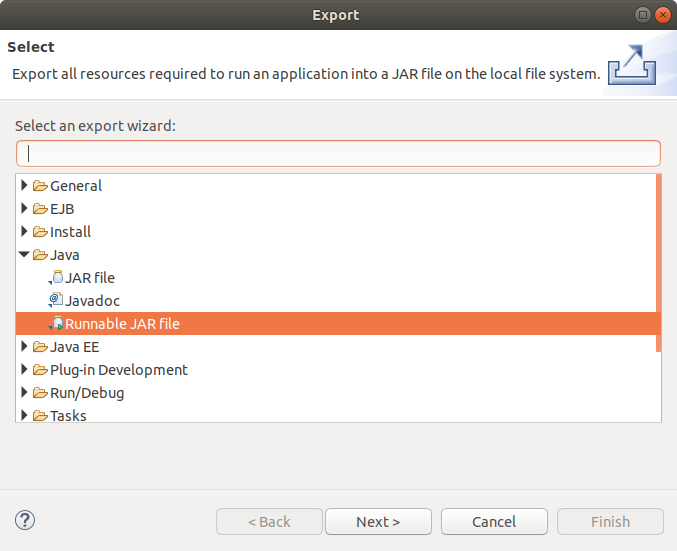 Export
Select
Export all resources required to run an application into a JAR file on the local file system.
Select an export wizard:
General
EJB
Install
Java
JAR file
Javadoc
Runnable JAR file
Java EE
Plug-in Development
Run/Debug
Tasks
? < Back Next > Cancel Finish